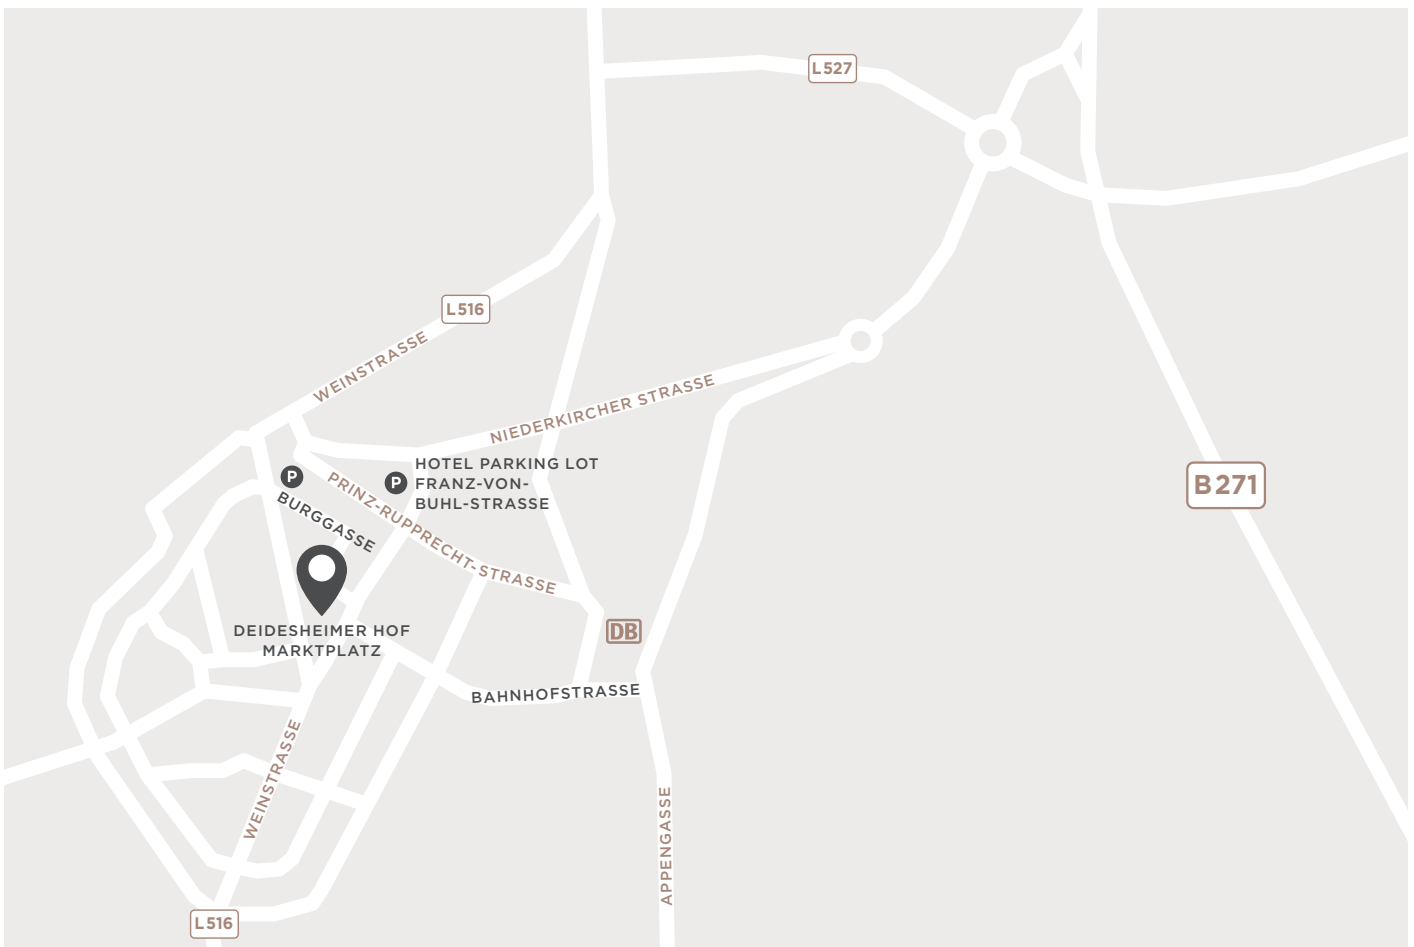 L527
L516
WEINSTRASSE
NIEDERKIRCHER STRASSE
P
P
HOTEL PARKING LOT
FRANZ-VON-
BUHL-STRASSE
PRINZ-RUPPRECHT-STRASSE
B271
BURGGASSE
DEIDESHEIMER HOF
MARKTPLATZ
DB
BAHNHOFSTRASSE
WEINSTRASSE
APPENGASSE
L516